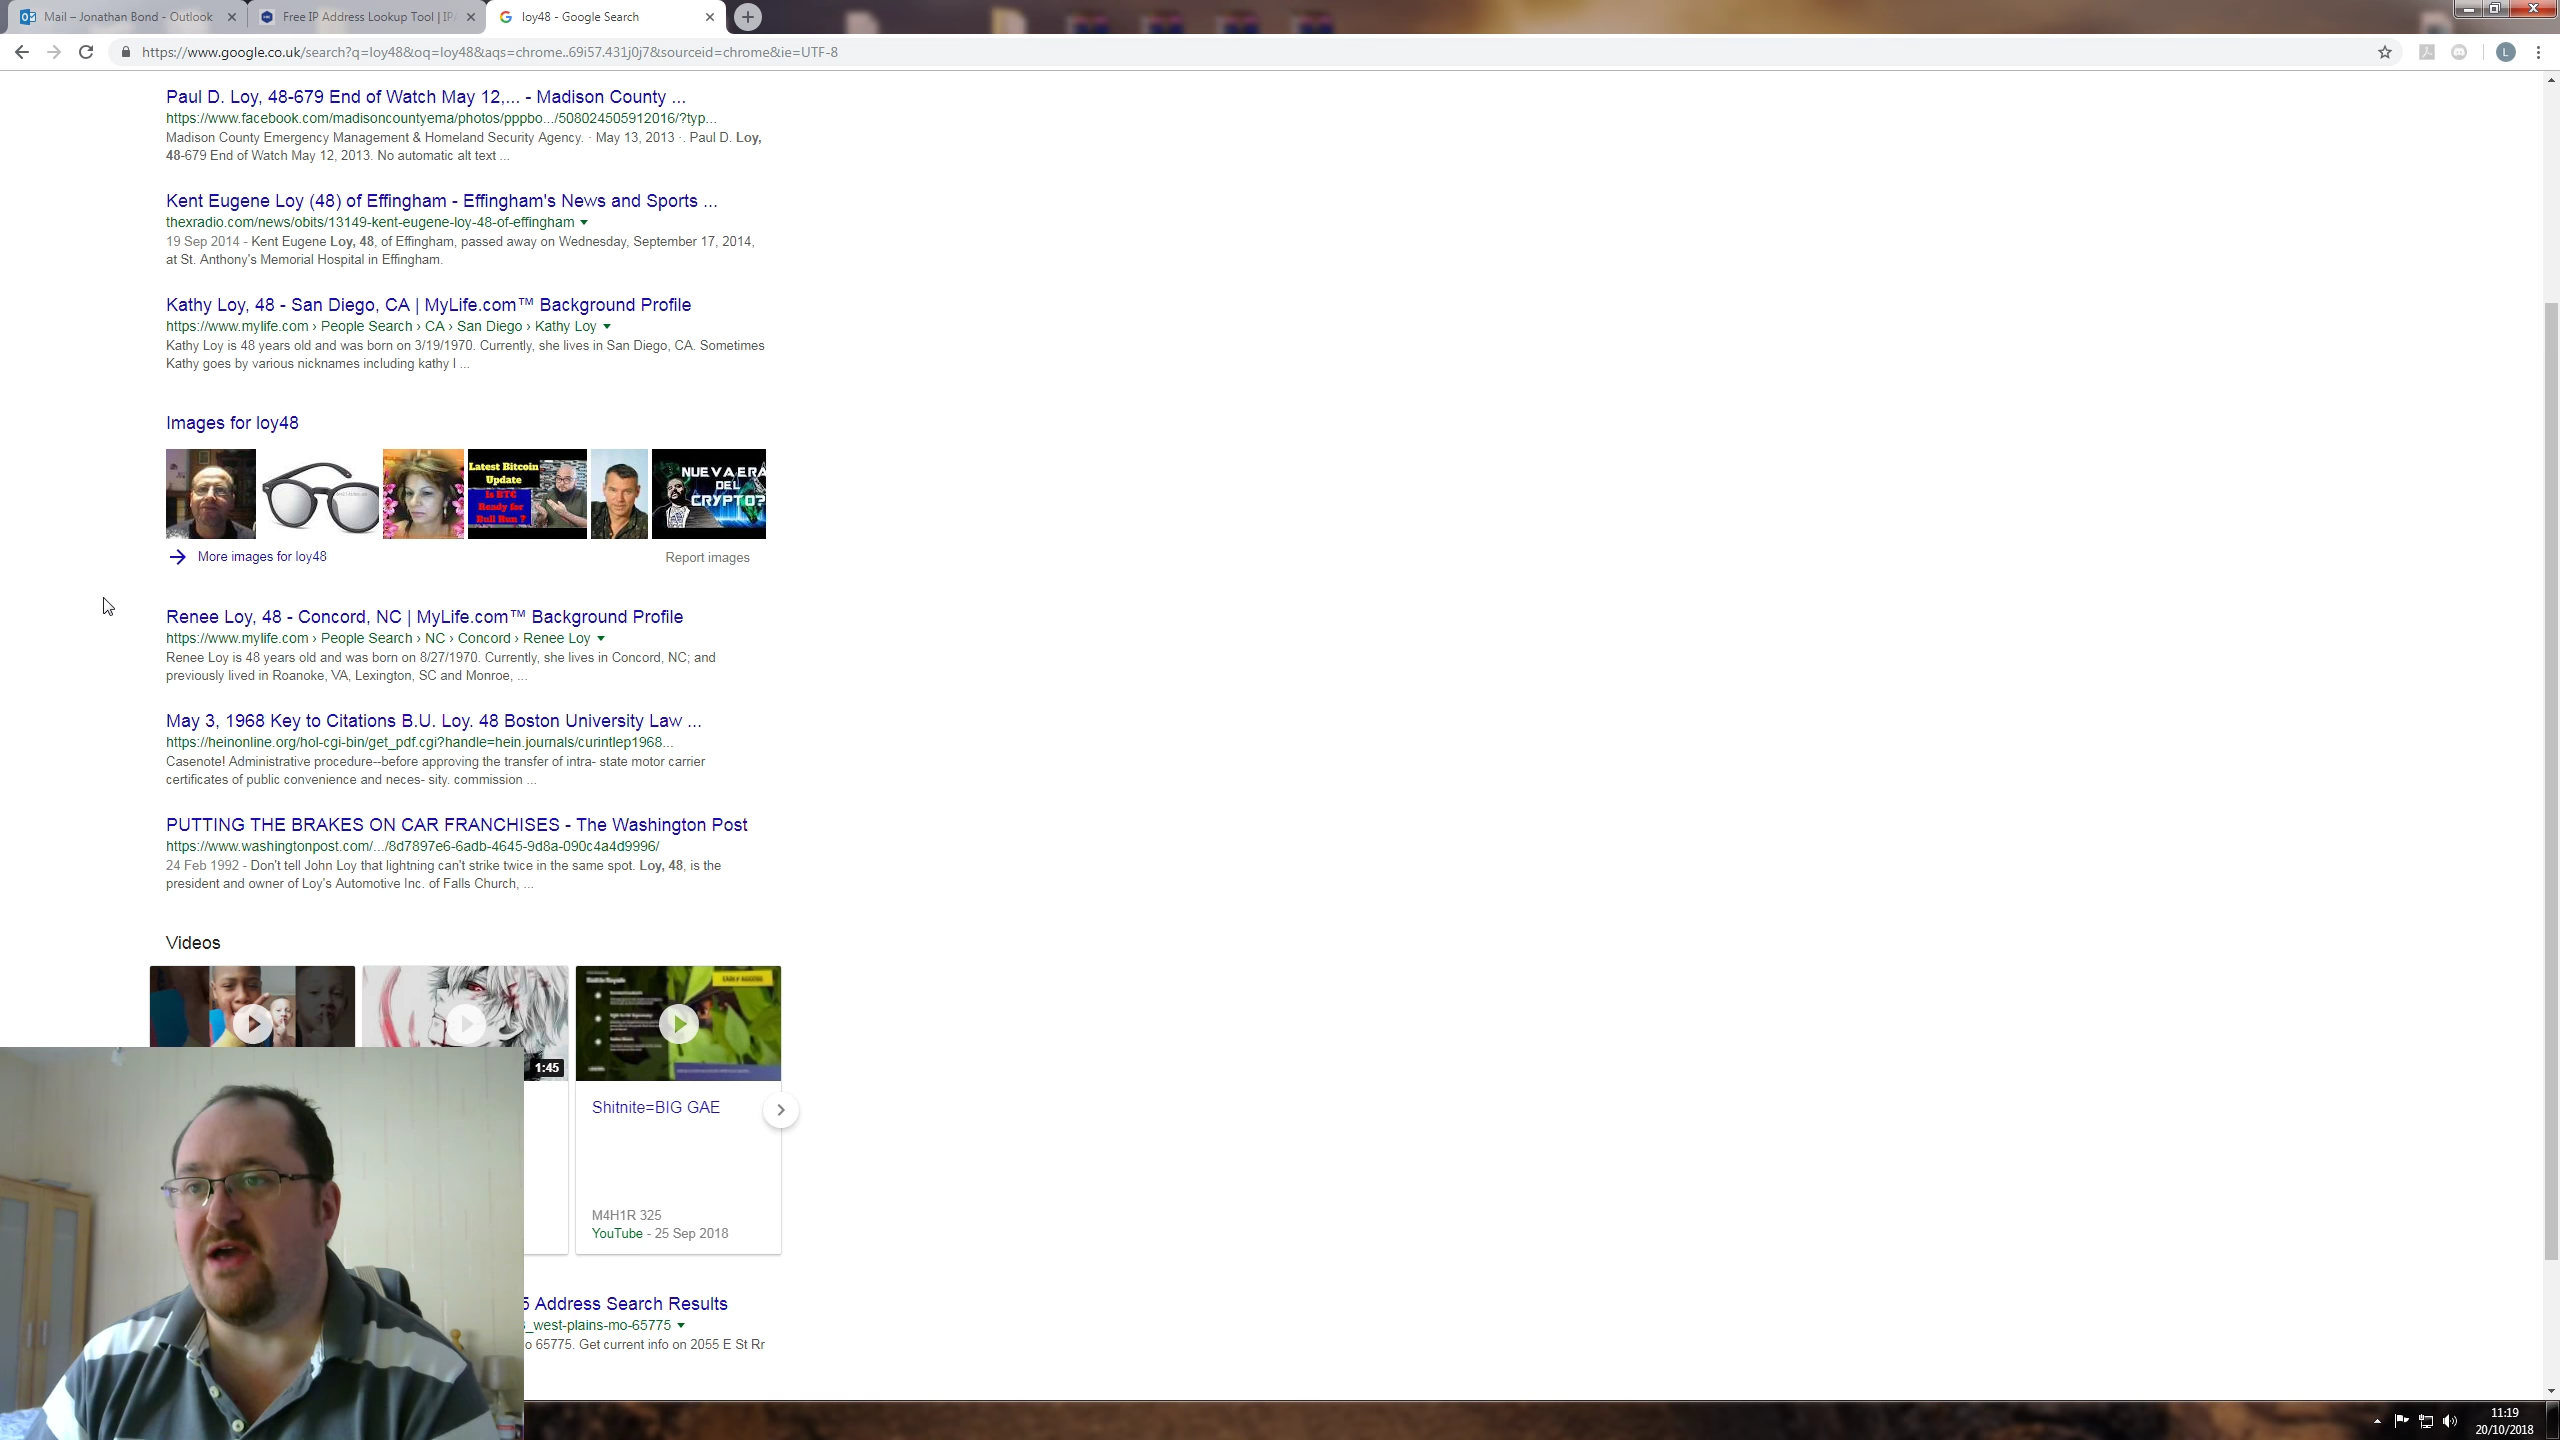 Mail – Jonathan Bond - Outlook
Free IP Address Lookup Tool | IP
loy48 - Google Search
https://www.google.co.uk/search?q=loy48&oq=loy48&aqs=chrome..69i57.431j0j7&sourceid=chrome&ie=UTF-8
L
Paul D. Loy, 48-679 End of Watch May 12,... - Madison County ...
https://www.facebook.com/madisoncountyema/photos/pppbo.../508024505912016/?typ...
Madison County Emergency Management & Homeland Security Agency. · May 13, 2013 ·. Paul D. Loy,
48-679 End of Watch May 12, 2013. No automatic alt text ...
Kent Eugene Loy (48) of Effingham - Effingham's News and Sports ...
thexradio.com/news/obits/13149-kent-eugene-loy-48-of-effingham
19 Sep 2014 - Kent Eugene Loy, 48, of Effingham, passed away on Wednesday, September 17, 2014,
at St. Anthony's Memorial Hospital in Effingham.
Kathy Loy, 48 - San Diego, CA | MyLife.com™ Background Profile
https://www.mylife.com › People Search › CA › San Diego › Kathy Loy
Kathy Loy is 48 years old and was born on 3/19/1970. Currently, she lives in San Diego, CA. Sometimes
Kathy goes by various nicknames including kathy l ...
Images for loy48
Latest Bitcoin
Update
Is BTC
Ready for
Bull Run ?
NUEVA ERA
DEL
CRYPTO?
More images for loy48
Report images
Renee Loy, 48 - Concord, NC | MyLife.com™ Background Profile
https://www.mylife.com › People Search › NC › Concord › Renee Loy
Renee Loy is 48 years old and was born on 8/27/1970. Currently, she lives in Concord, NC; and
previously lived in Roanoke, VA, Lexington, SC and Monroe, ...
May 3, 1968 Key to Citations B.U. Loy. 48 Boston University Law ...
https://heinonline.org/hol-cgi-bin/get_pdf.cgi?handle=hein.journals/curintlep1968...
Casenote! Administrative procedure--before approving the transfer of intra- state motor carrier
certificates of public convenience and neces- sity. commission ...
PUTTING THE BRAKES ON CAR FRANCHISES - The Washington Post
https://www.washingtonpost.com/.../8d7897e6-6adb-4645-9d8a-090c4a4d9996/
24 Feb 1992 - Don't tell John Loy that lightning can't strike twice in the same spot. Loy, 48, is the
president and owner of Loy's Automotive Inc. of Falls Church, ...
Videos
EARLY ACCESS
1:45
Shitnite=BIG GAE
M4H1R 325
YouTube - 25 Sep 2018
5 Address Search Results
_west-plains-mo-65775
o 65775. Get current info on 2055 E St Rr
11:19
20/10/2018